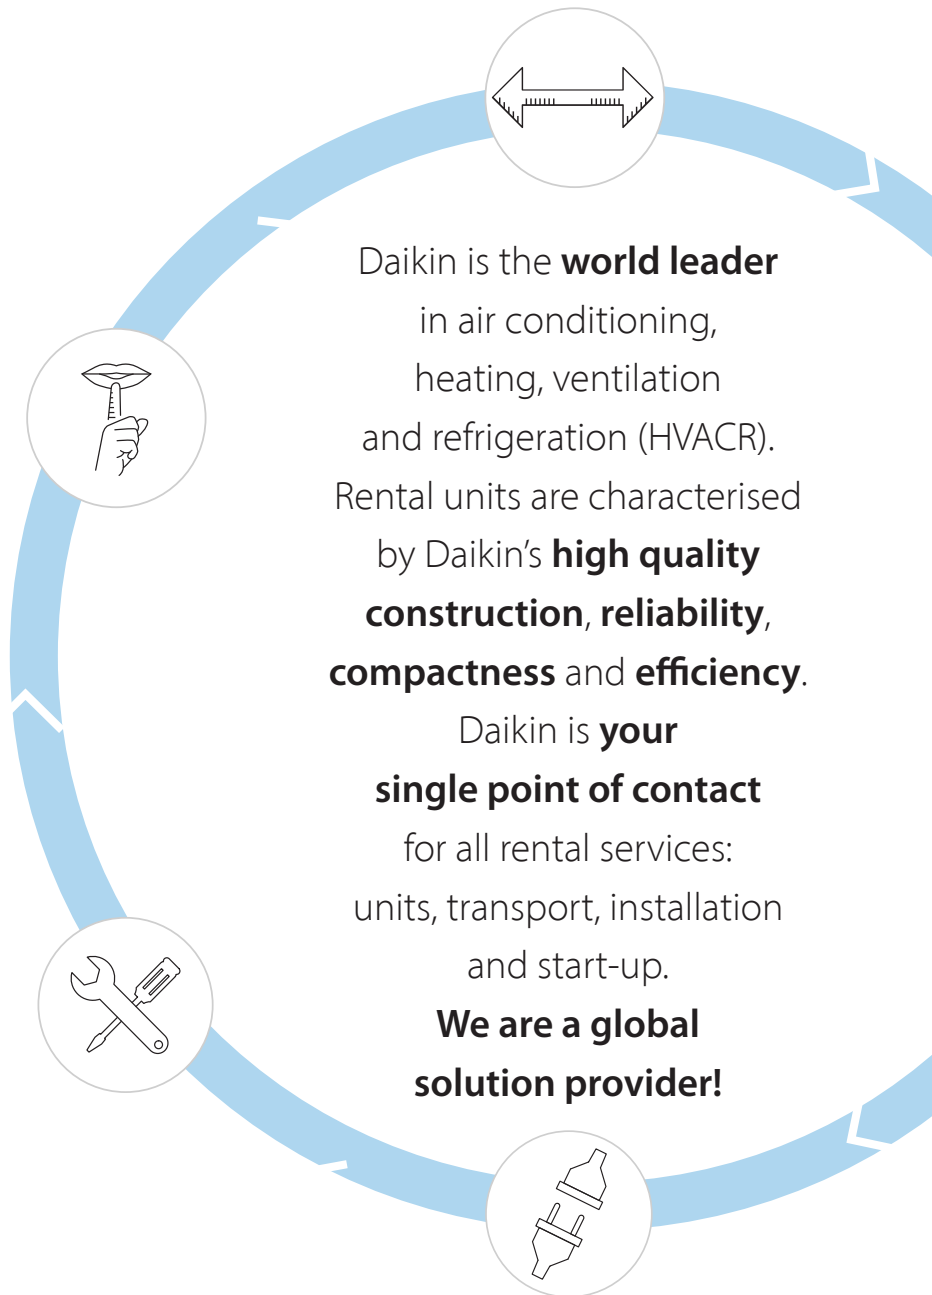 Daikin is the world leader
in air conditioning,
heating, ventilation
and refrigeration (HVACR).
Rental units are characterised
by Daikin’s high quality
construction, reliability,
compactness and efficiency.
Daikin is your
single point of contact
for all rental services:
units, transport, installation
and start-up.
We are a global
solution provider!